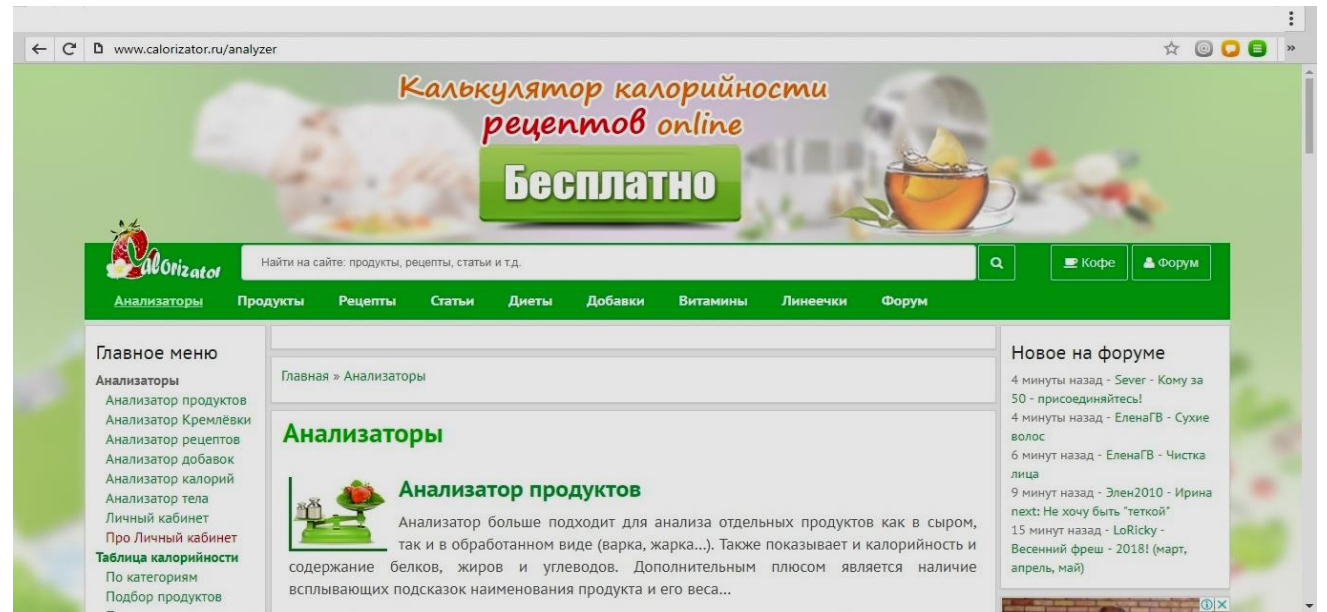 www.calorizator.ru/analyzer
Калькулятор калорийности
рецептов online
Бесплатно
Calorizator
Найти на сайте: продукты, рецепты, статьи и т.д.
Кофе
Форум
Анализаторы Продукты Рецепты Статьи Диеты Добавки Витамины Линеечки Форум
Главное меню
Анализаторы
Анализатор продуктов
Анализатор Кремлёвки
Анализатор рецептов
Анализатор добавок
Анализатор калорий
Анализатор тела
Личный кабинет
Про Личный кабинет
Таблица калорийности
По категориям
Подбор продуктов
Главная » Анализаторы
Анализаторы
Анализатор продуктов
Анализатор больше подходит для анализа отдельных продуктов как в сыром,
так и в обработанном виде (варка, жарка...). Также показывает и калорийность и
содержание белков, жиров и углеводов. Дополнительным плюсом является наличие
всплывающих подсказок наименования продукта и его веса...
Новое на форуме
4 минуты назад - Sever - Кому за
50 - присоединяйтесь!
4 минуты назад - ЕленаГВ - Сухие
волос
6 минут назад - ЕленаГВ - Чистка
лица
9 минут назад - Элен2010 - Ирина
next: Не хочу быть "теткой"
15 минут назад - LoRicky -
Весенний фреш - 2018! (март,
апрель, май)